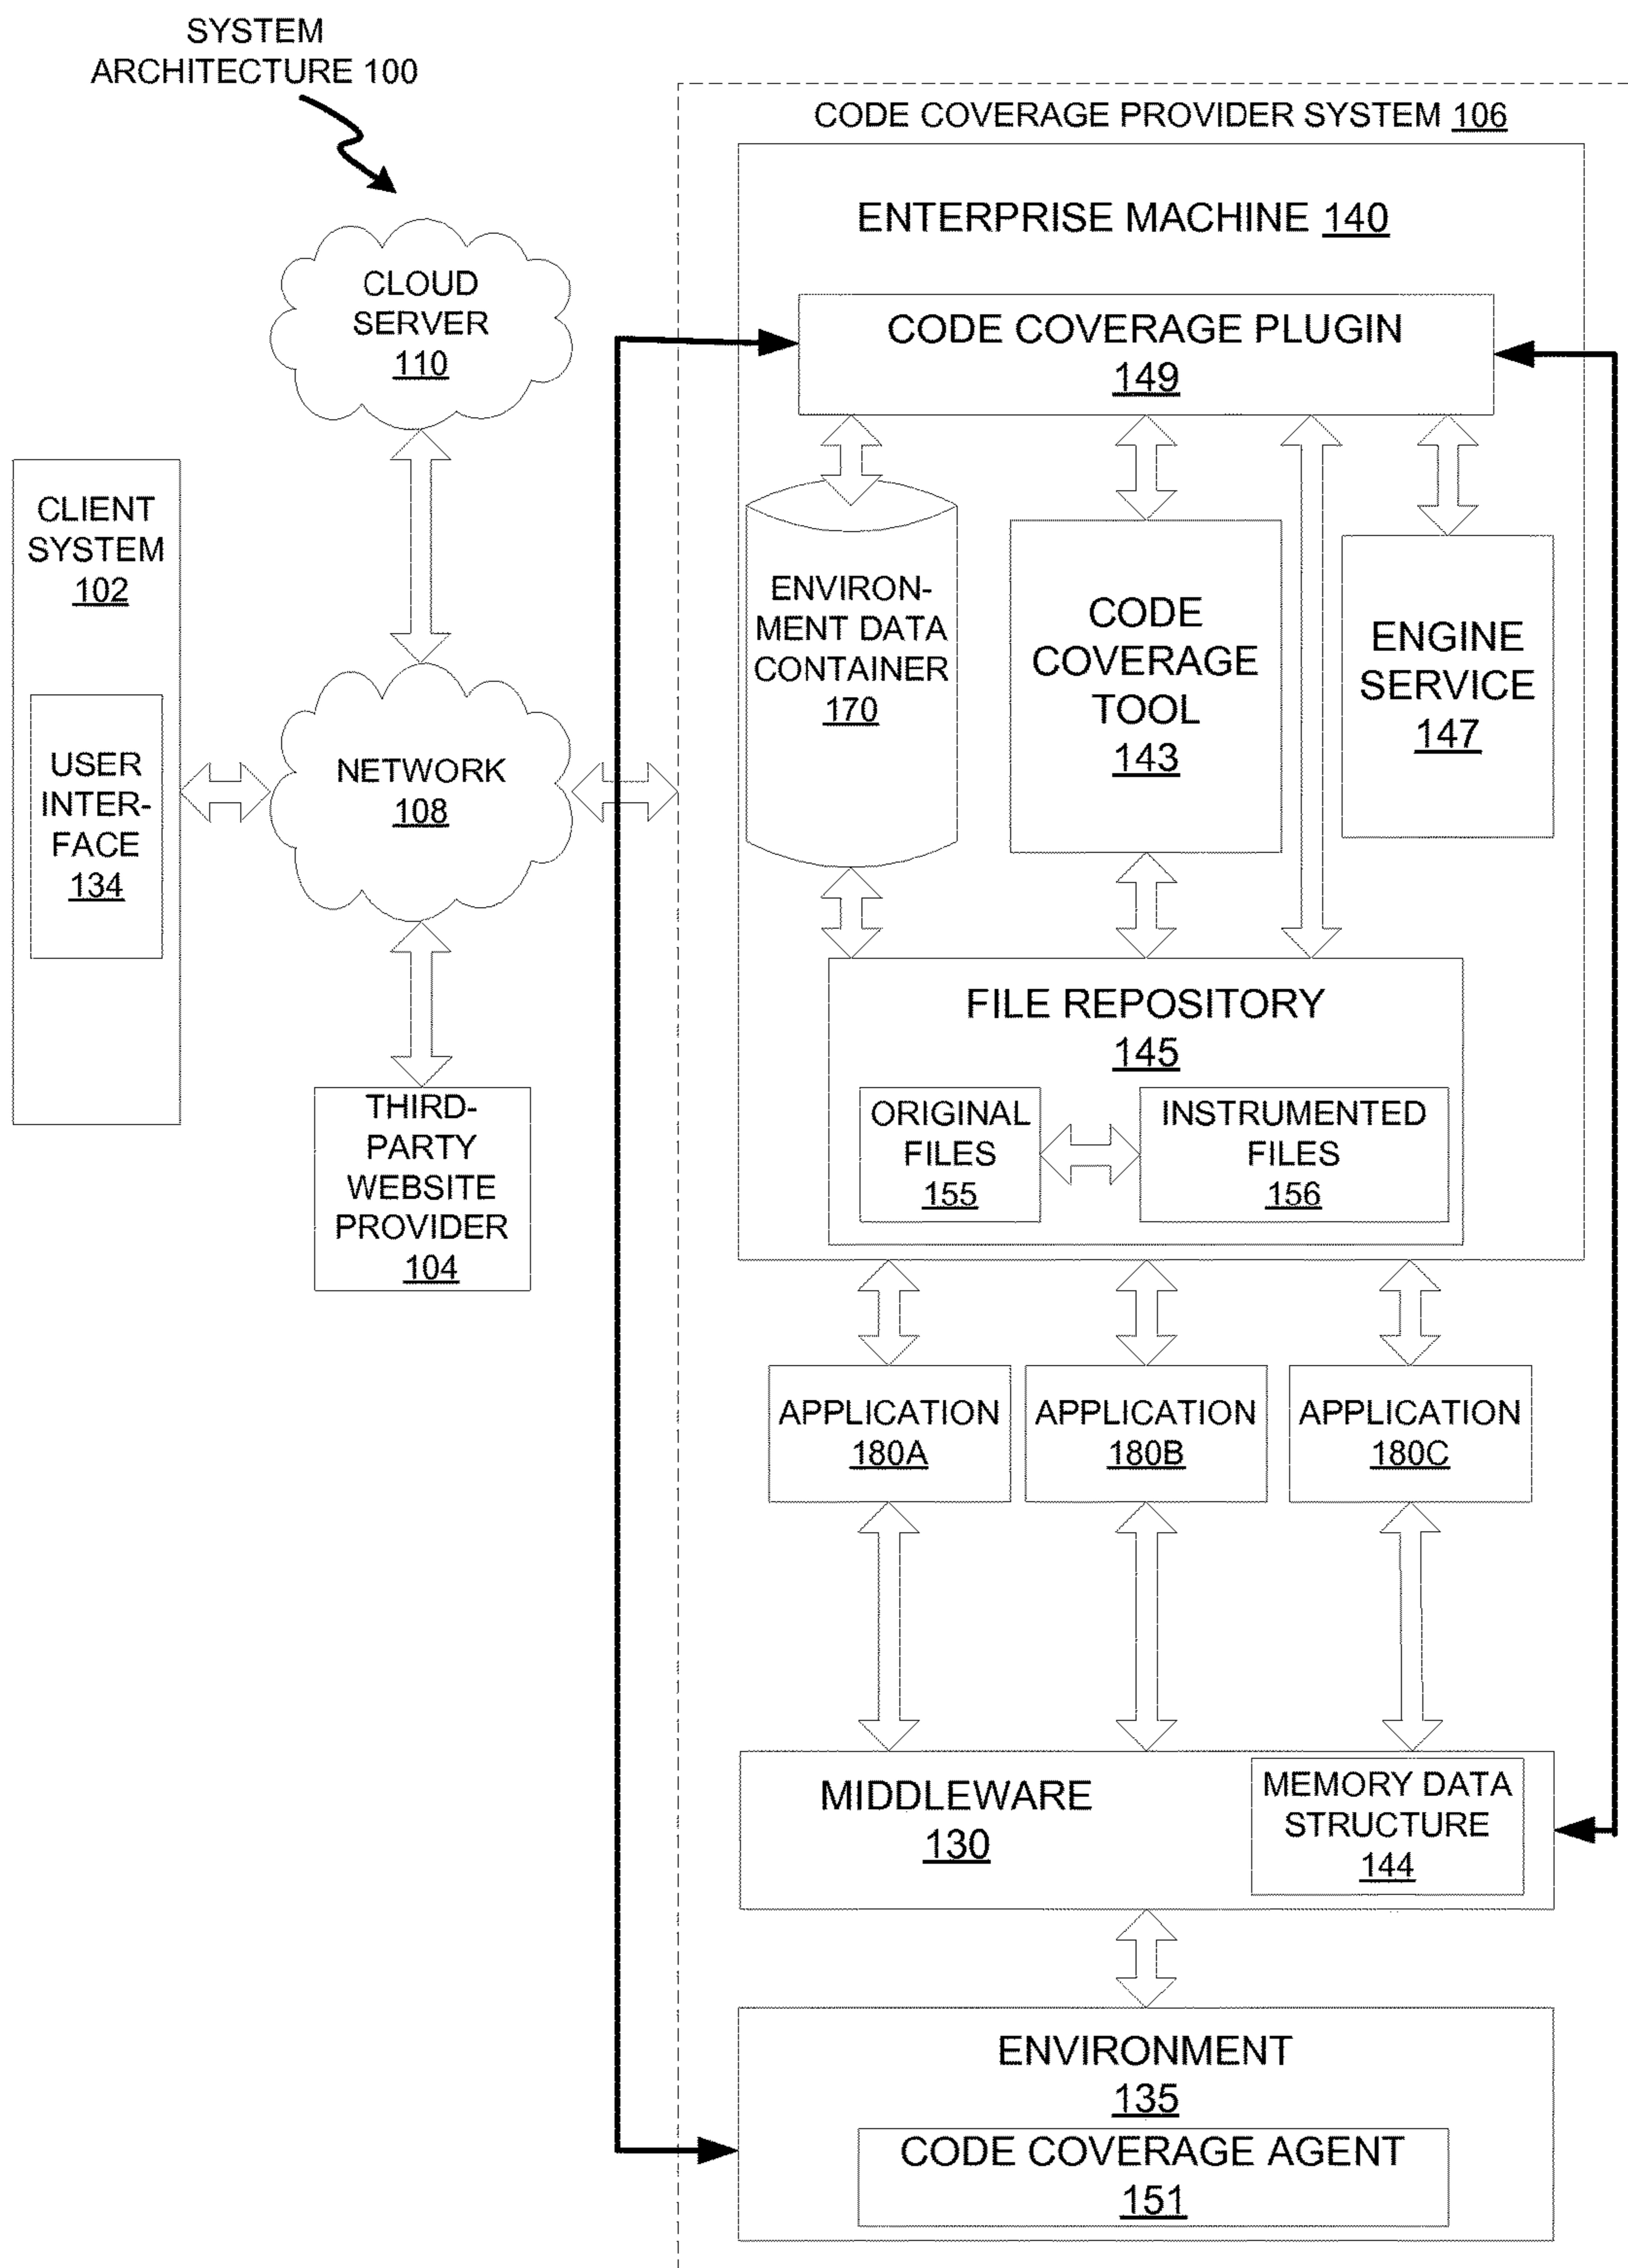 SYSTEM
ARCHITECTURE 100
CODE COVERAGE PROVIDER SYSTEM 106
ENTERPRISE MACHINE 140
CLOUD
SERVER
110
CODE COVERAGE PLUGIN
149
CLIENT
SYSTEM
102
USER
INTER-
FACE
134
NETWORK
108
THIRD-
PARTY
WEBSITE
PROVIDER
104
ENVIRON-
MENT DATA
CONTAINER
170
CODE
COVERAGE
TOOL
143
ENGINE
SERVICE
147
FILE REPOSITORY
145
ORIGINAL
FILES
155
INSTRUMENTED
FILES
156
APPLICATION
180A
APPLICATION
180B
APPLICATION
180C
MIDDLEWARE
130
MEMORY DATA
STRUCTURE
144
ENVIRONMENT
135
CODE COVERAGE AGENT
151